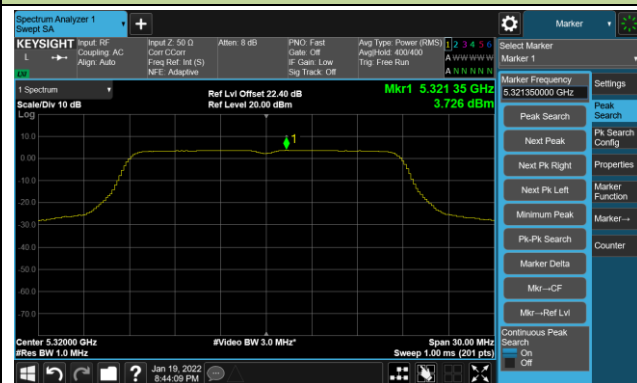 Spectrum Analyzer 1
Swept SA
+
Marker
KEYSIGHT
L
Input: RF
Coupling: AC
Align: Auto
Input Z: 50 Ω
Corr CCorr
Freq Ref: Int (S)
NFE: Adaptive
Atten: 8 dB
PNO: Fast
Gate: Off
IF Gain: Low
Sig Track: Off
Avg Type: Power (RMS)
Avg|Hold: 400/400
Trig: Free Run
1 2 3 4 5 6
A W W W W W
A N N N N N
Select Marker
Marker 1
1 Spectrum
Scale/Div 10 dB
Log
Ref Lvl Offset 22.40 dB
Ref Level 20.00 dBm
Mkr1 5.321 35 GHz
3.726 dBm
1
10.0
0.00
-10.0
-20.0
-30.0
-40.0
-50.0
-60.0
-70.0
Center 5.32000 GHz
#Res BW 1.0 MHz
#Video BW 3.0 MHz*
Span 30.00 MHz
Sweep 1.00 ms (201 pts)
Marker Frequency
5.321350000 GHz
Peak Search
Next Peak
Next Pk Right
Next Pk Left
Minimum Peak
Pk-Pk Search
Marker Delta
Mkr→CF
Mkr→Ref Lvl
Continuous Peak
Search
On
Off
Settings
Peak
Search
Pk Search
Config
Properties
Marker
Function
Marker→
Counter
?
Jan 19, 2022
8:44:09 PM